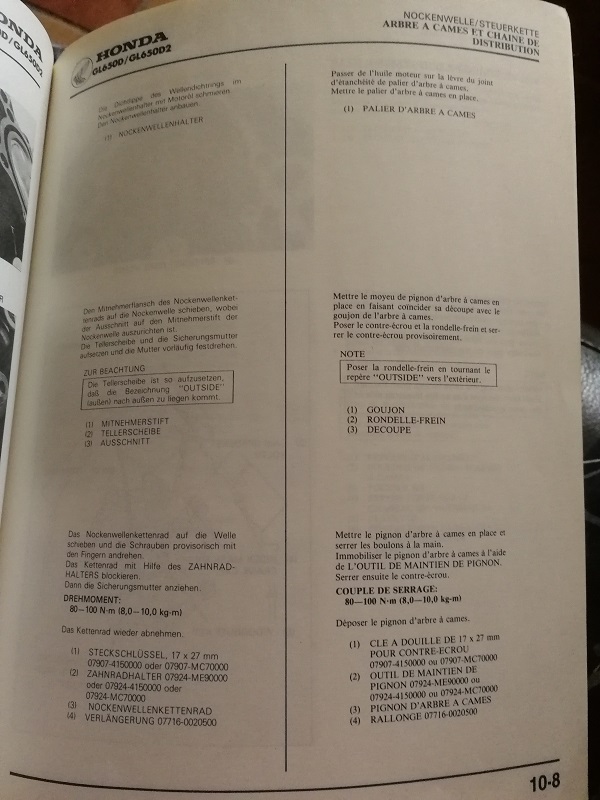 HONDA
GL650D/GL650D2
NOCKENWELLE/STEUERKETTE
ARBRE A CAMES ET CHAINE DE
DISTRIBUTION
Die Dichtlippe des Wellendichtrings im
Nockenwellenhalter mit Motoröl schmieren.
Den Nockenwellenhalter anbauen.
(1) NOCKENWELLENHALTER
Den Mitnehmerflansch des Nockenwellenket-
tenrads auf die Nockenwelle schieben, wobei
der Ausschnitt auf den Mitnehmerstift der
Nockenwelle auszurichten ist.
Die Tellerscheibe und die Sicherungsmutter
aufsetzen und die Mutter vorläufig festdrehen.
ZUR BEACHTUNG
Die Tellerscheibe ist so aufzusetzen,
daß die Bezeichnung "OUTSIDE"
(außen) nach außen zu liegen kommt.
(1) MITNEHMERSTIFT
(2) TELLERSCHEIBE
(3) AUSSCHNITT
Das Nockenwellenkettenrad auf die Welle
schieben und die Schrauben provisorisch mit
den Fingern andrehen.
Das Kettenrad mit Hilfe des ZAHNRAD-
HALTERS blockieren.
Dann die Sicherungsmutter anziehen.
DREHMOMENT:
80—100 N·m (8,0—10,0 kg-m)
Das Kettenrad wieder abnehmen.
(1) STECKSCHLÜSSEL, 17 x 27 mm
07907-4150000 oder 07907-MC70000
(2) ZAHNRADHALTER 07924-ME90000
oder 07924-4150000 oder
07924-MC70000
(3) NOCKENWELLENKETTENRAD
(4) VERLÄNGERUNG 07716-0020500
Passer de l'huile moteur sur la lèvre du joint
d'étanchéité de palier d'arbre à cames.
Mettre le palier d'arbre à cames en place.
(1) PALIER D'ARBRE A CAMES
Mettre le moyeu de pignon d'arbre à cames en
place en faisant coïncider sa découpe avec le
goujon de l'arbre à cames.
Poser le contre-écrou et la rondelle-frein et ser-
rer le contre-écrou provisoirement.
NOTE
Poser la rondelle-frein en tournant le
repère "OUTSIDE" vers l'extérieur.
(1) GOUJON
(2) RONDELLE-FREIN
(3) DECOUPE
Mettre le pignon d'arbre à cames en place et
serrer les boulons à la main.
Immobiliser le pignon d'arbre à cames à l'aide
de L'OUTIL DE MAINTIEN DE PIGNON.
Serrer ensuite le contre-écrou.
COUPLE DE SERRAGE:
80—100 N·m (8,0—10,0 kg-m)
Déposer le pignon d'arbre à cames.
(1) CLE A DOUILLE DE 17 x 27 mm
POUR CONTRE-ECROU
07907-4150000 ou 07907-MC70000
(2) OUTIL DE MAINTIEN DE
PIGNON 07924-ME90000 ou
07924-4150000 ou 07924-MC70000
(3) PIGNON D'ARBRE A CAMES
(4) RALLONGE 07716-0020500
10-8